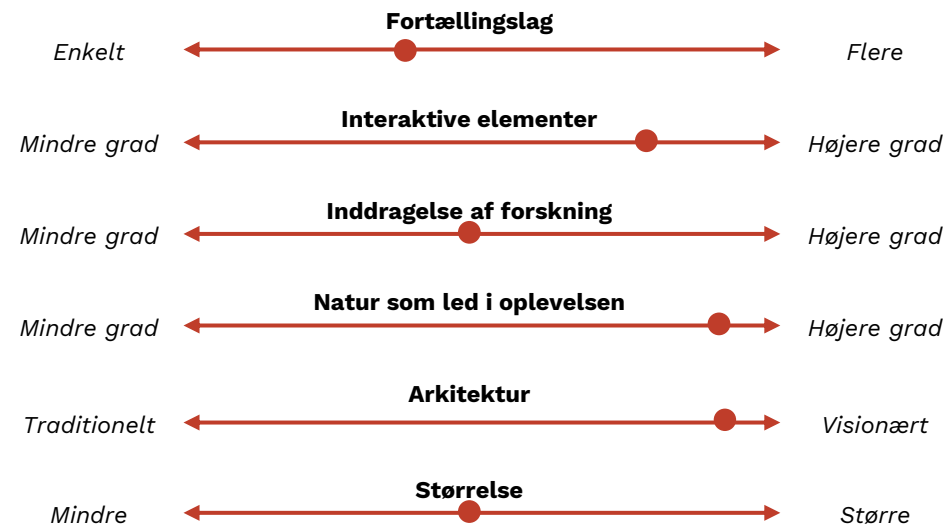 Fortællingslag
Enkelt Flere
Interaktive elementer
Mindre grad Højere grad
Inddragelse af forskning
Mindre grad Højere grad
Natur som led i oplevelsen
Mindre grad Højere grad
Arkitektur
Traditionelt Visionært
Størrelse
Mindre Større